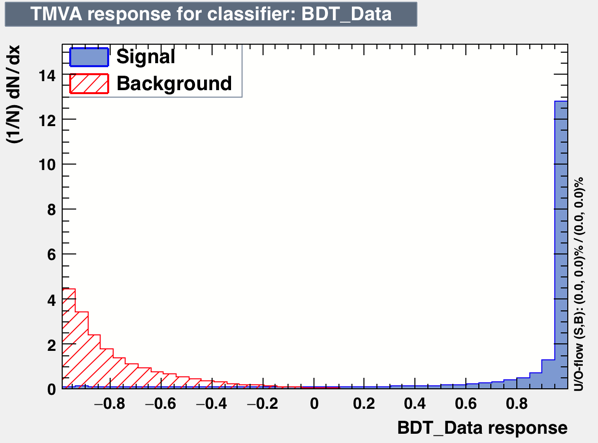 TMVA response for classifier: BDT_Data
(1/N) dN/dx
Signal
Background
14
12
10
8
6
4
2
0
−0.8 −0.6 −0.4 −0.2 0 0.2 0.4 0.6 0.8
BDT_Data response
U/O-flow (S,B): (0.0, 0.0)% / (0.0, 0.0)%